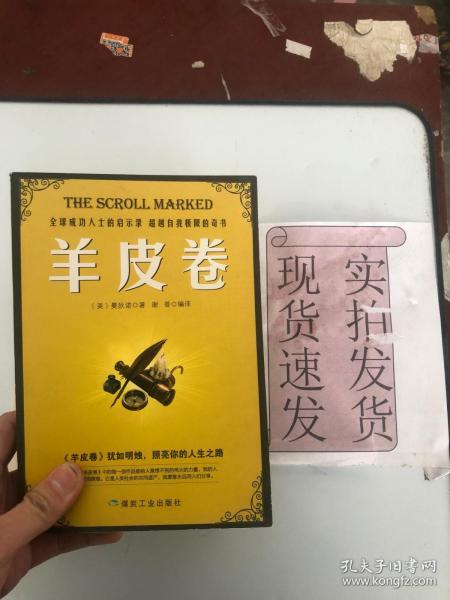 THE SCROLL MARKED
全球成功人士的启示录 超越自我极限的奇书
羊皮卷
（美）曼狄诺◎著 谢 普◎编译
《羊皮卷》犹如明烛，照亮你的人生之路
煤炭工业出版社
实拍发货
现货速发
孔夫子旧书网
www.kongfz.com